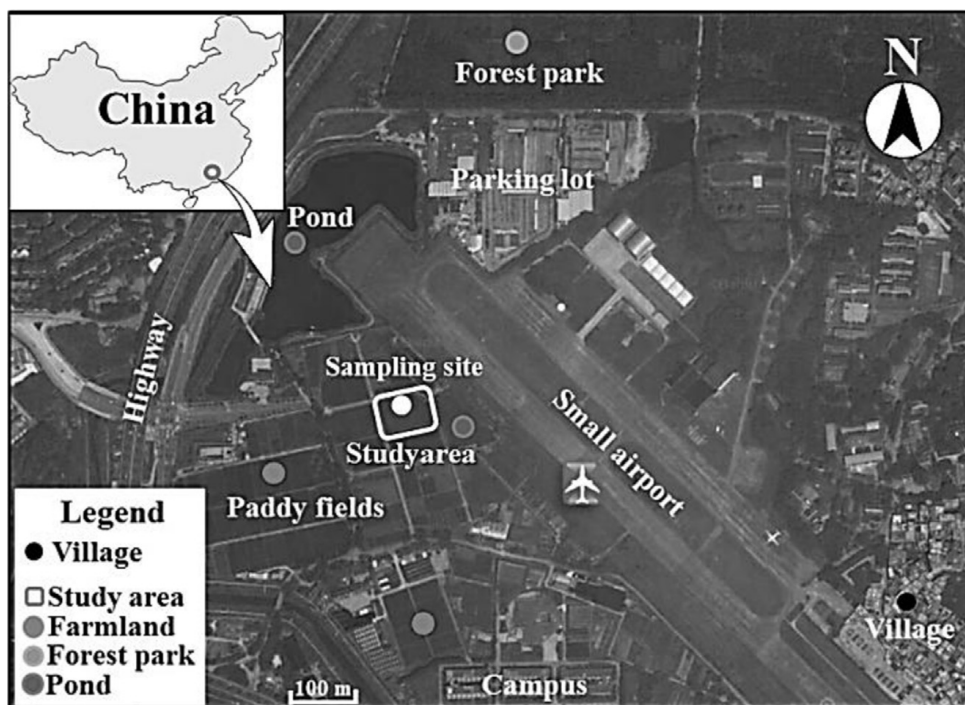 China
Forest park
N
Parking lot
Pond
Highway
Sampling site
Studyarea
Small airport
Paddy fields
Legend
Village
Study area
Farmland
Forest park
Pond
100 m
Campus
Village